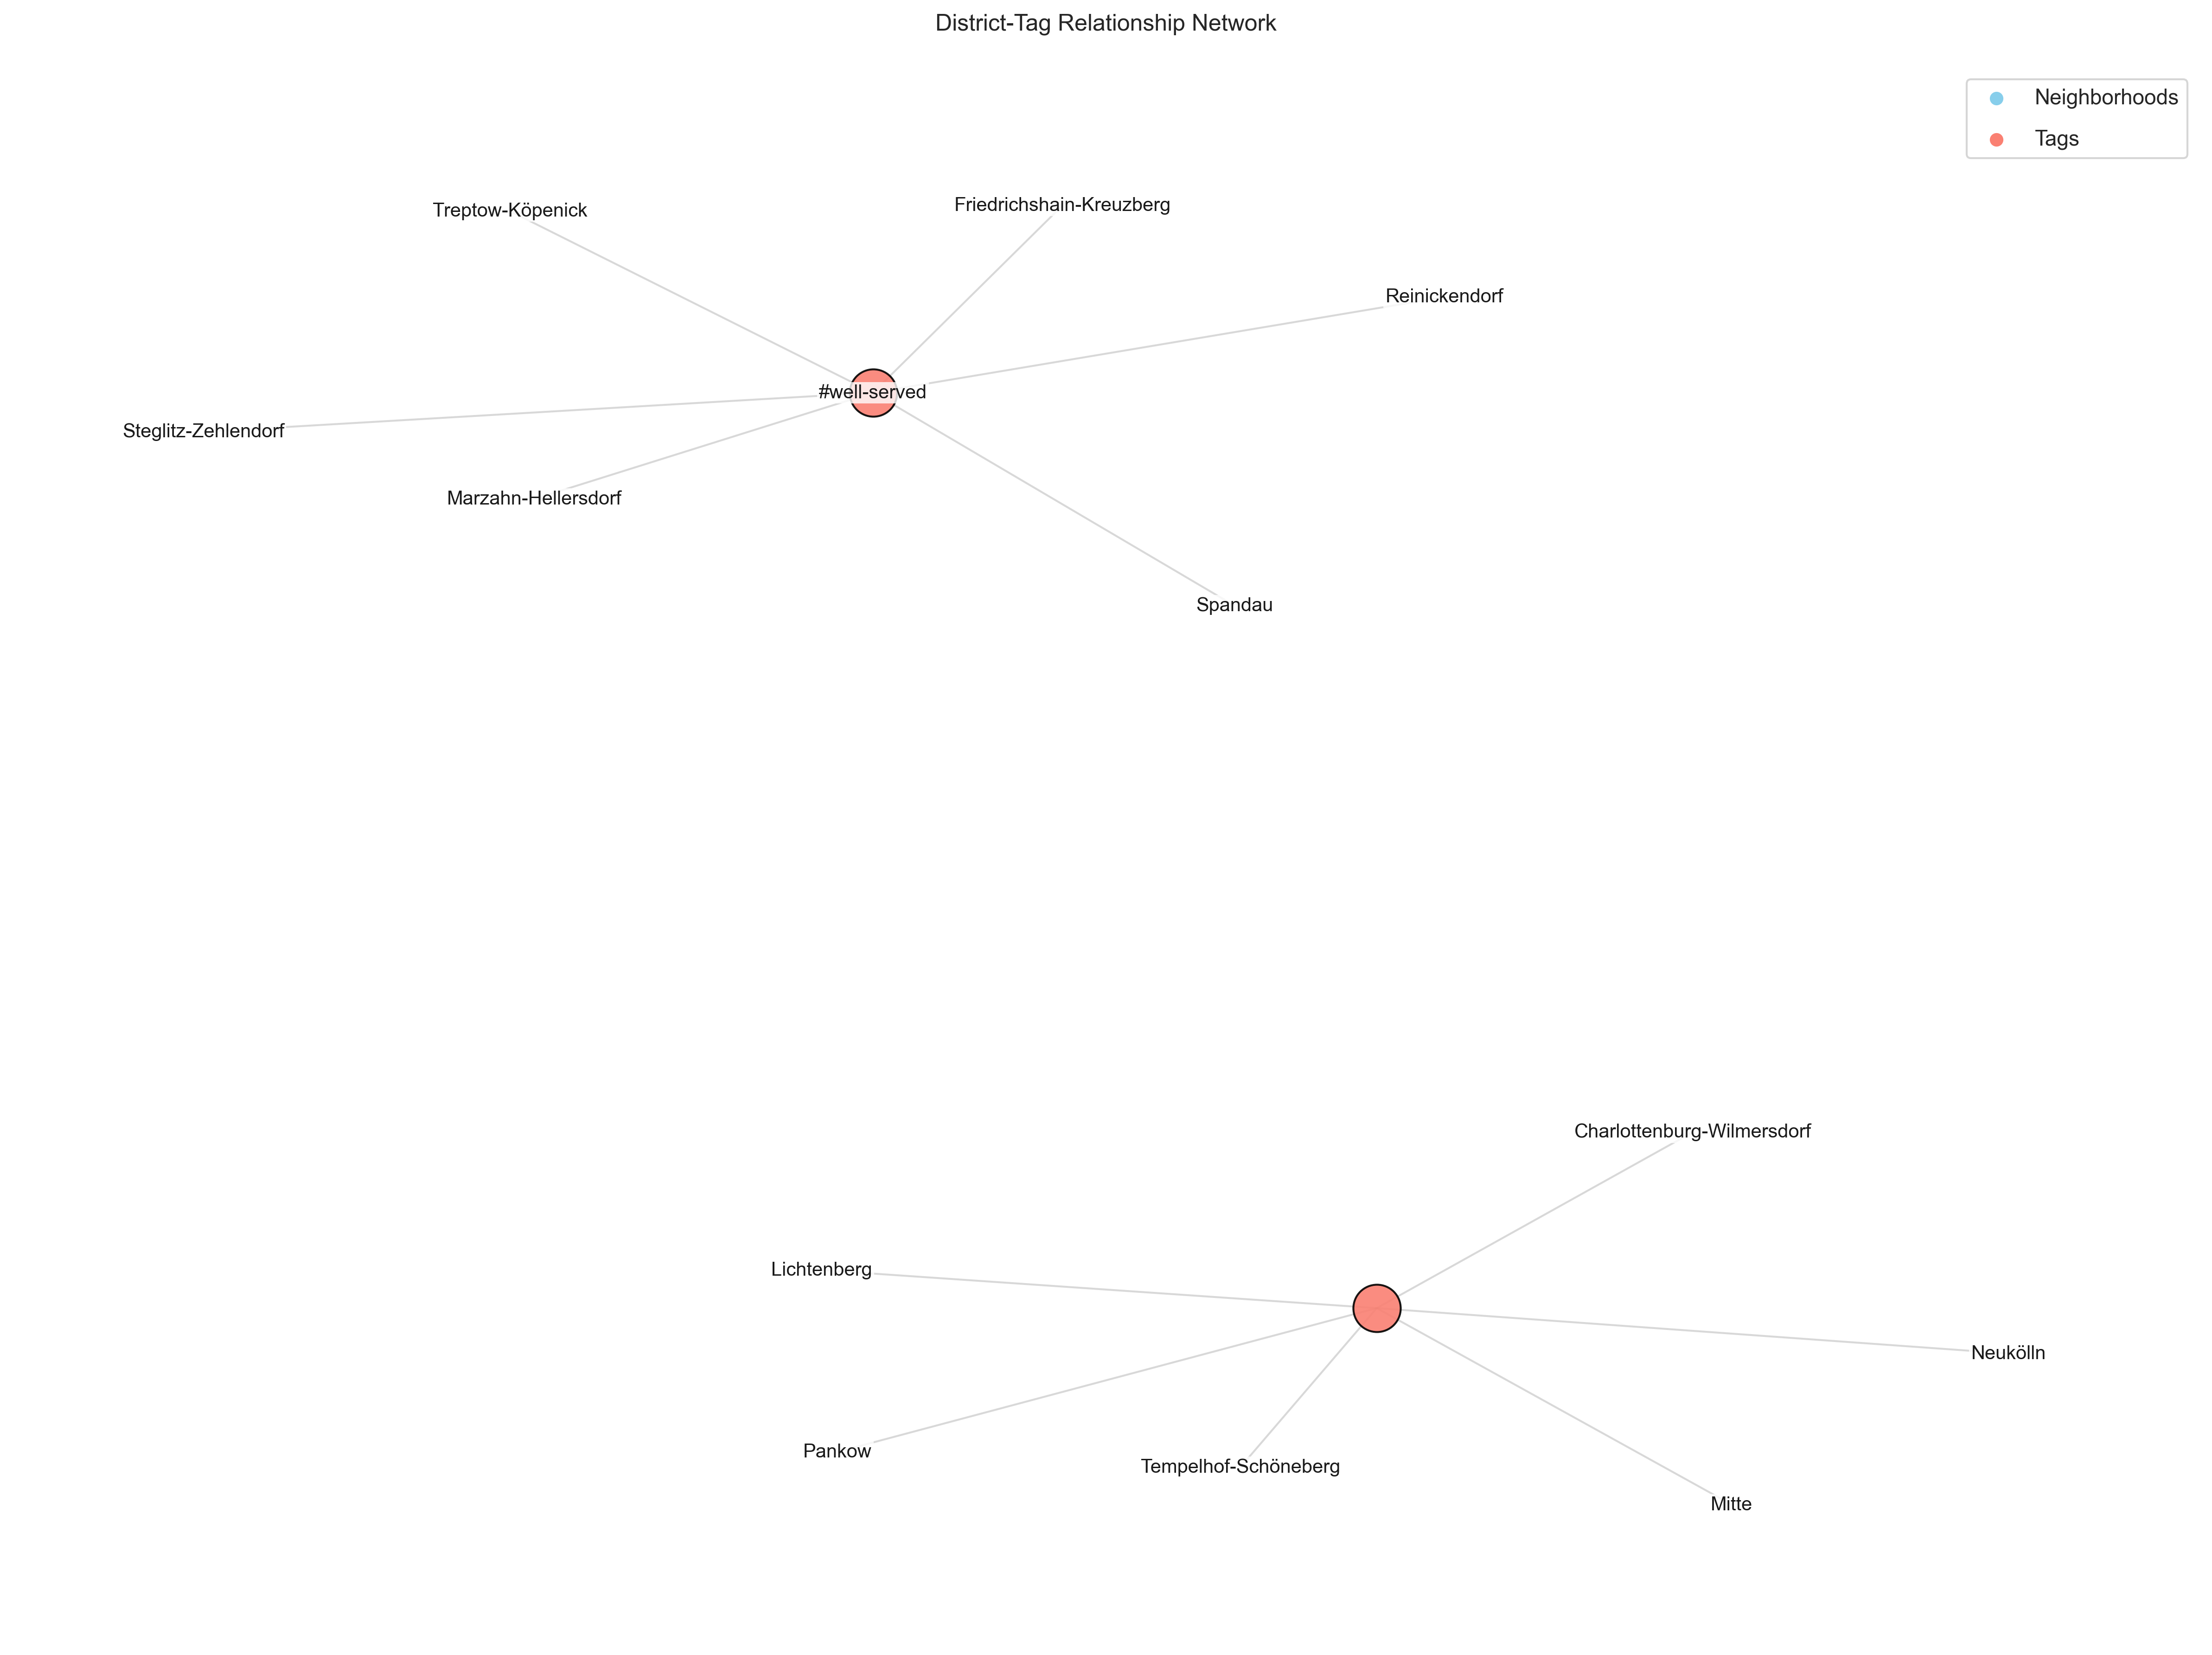 District-Tag Relationship Network
Neighborhoods
Tags
Treptow-Köpenick
Friedrichshain-Kreuzberg
Reinickendorf
#well-served
Steglitz-Zehlendorf
Marzahn-Hellersdorf
Spandau
Charlottenburg-Wilmersdorf
Lichtenberg
Neukölln
Pankow
Tempelhof-Schöneberg
Mitte